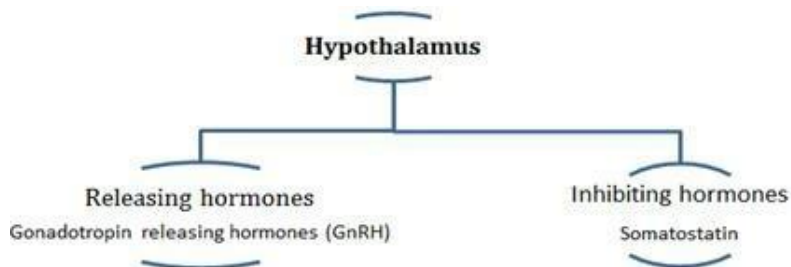 Hypothalamus
Releasing hormones
Gonadotropin releasing hormones (GnRH)
Inhibiting hormones
Somatostatin